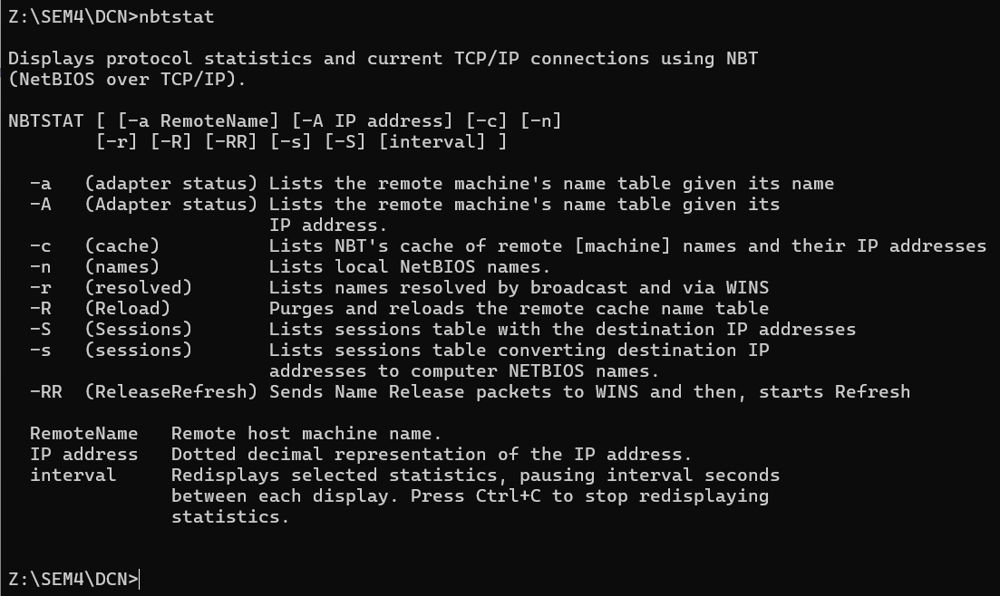 Z:\SEM4\DCN>nbtstat
Displays protocol statistics and current TCP/IP connections using NBT
(NetBIOS over TCP/IP).
NBTSTAT [ [-a RemoteName] [-A IP address] [-c] [-n]
        [-r] [-R] [-RR] [-s] [-S] [interval] ]
  -a   (adapter status) Lists the remote machine's name table given its name
  -A   (Adapter status) Lists the remote machine's name table given its
                        IP address.
  -c   (cache)          Lists NBT's cache of remote [machine] names and their IP addresses
  -n   (names)          Lists local NetBIOS names.
  -r   (resolved)       Lists names resolved by broadcast and via WINS
  -R   (Reload)         Purges and reloads the remote cache name table
  -S   (Sessions)       Lists sessions table with the destination IP addresses
  -s   (sessions)       Lists sessions table converting destination IP
                        addresses to computer NETBIOS names.
  -RR  (ReleaseRefresh) Sends Name Release packets to WINS and then, starts Refresh
  RemoteName   Remote host machine name.
  IP address   Dotted decimal representation of the IP address.
  interval     Redisplays selected statistics, pausing interval seconds
               between each display. Press Ctrl+C to stop redisplaying
               statistics.
Z:\SEM4\DCN>